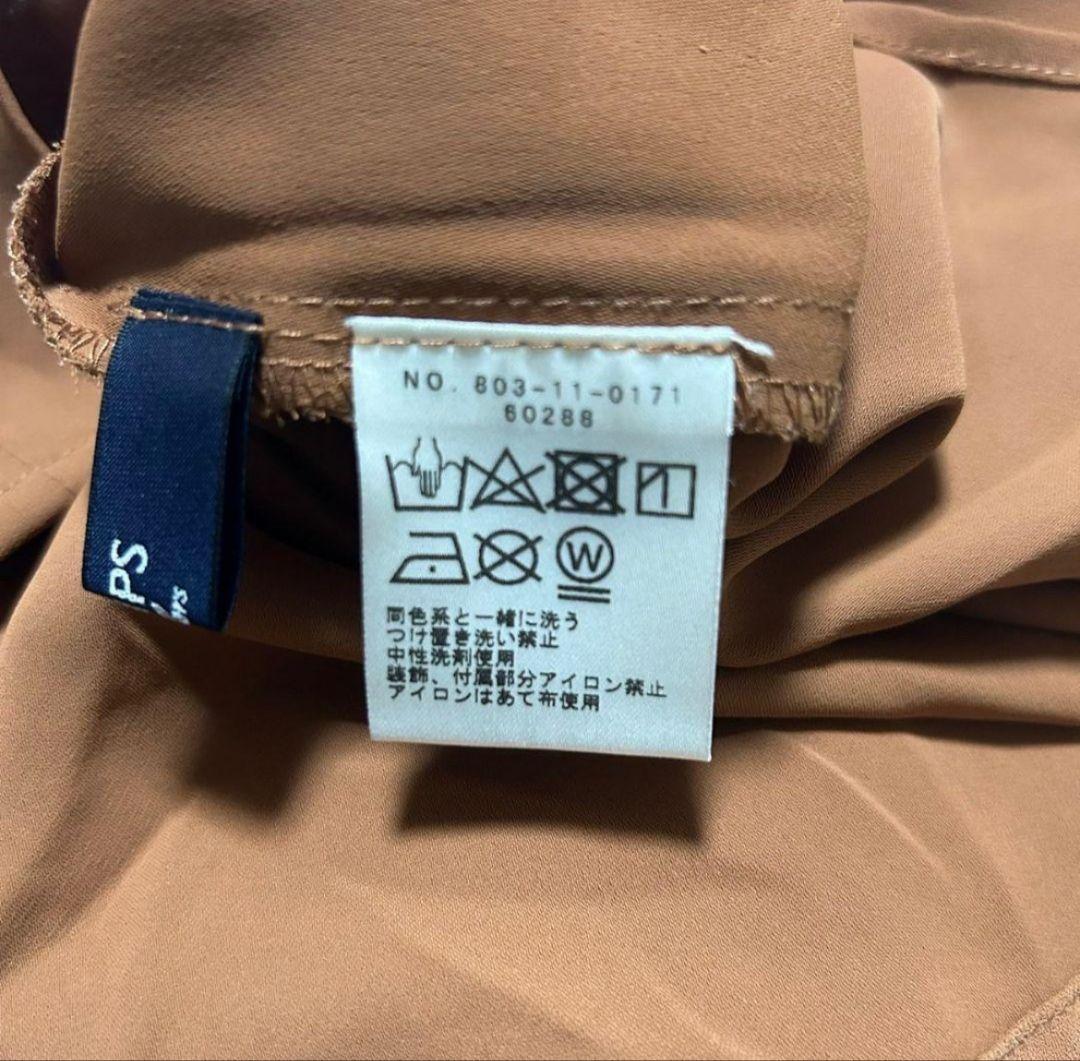 NO. 803-11-0171
60288
W
同色系と一緒に洗う
つけ置き洗い禁止
中性洗剤使用
装飾、付属部分アイロン禁止
アイロンはあて布使用
PS